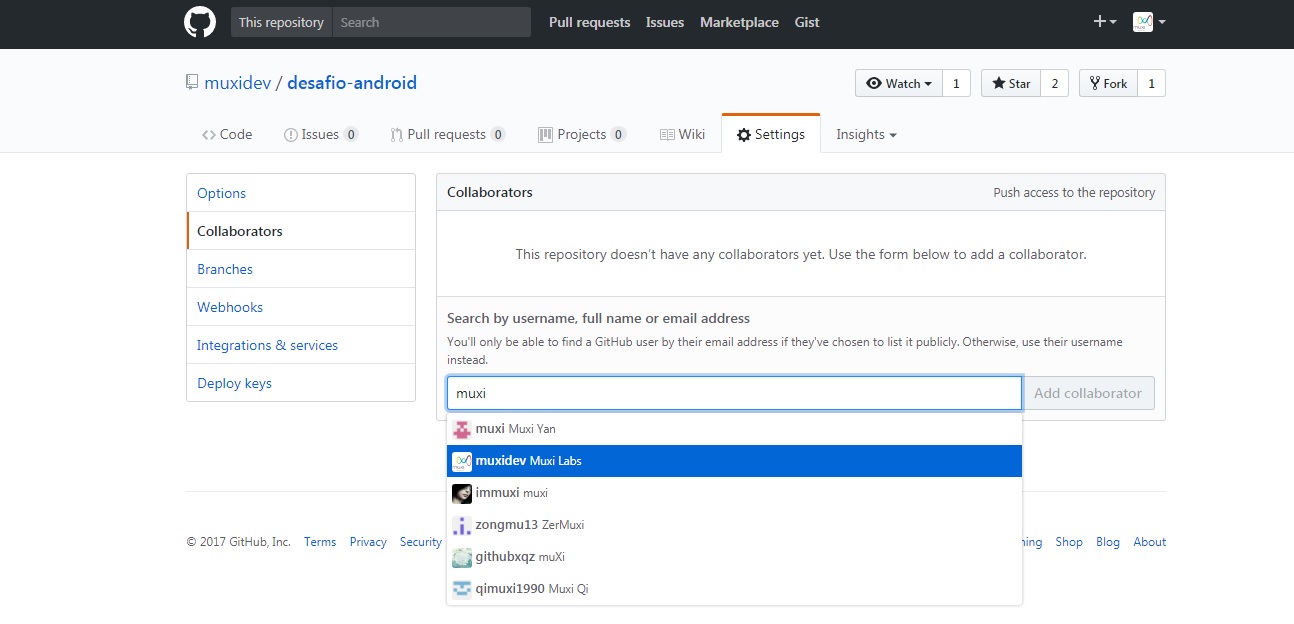 This repository Search Pull requests Issues Marketplace Gist
muxidev / desafio-android
Watch 1 Star 2 Fork 1
Code Issues 0 Pull requests 0 Projects 0 Wiki Settings Insights
Options
Collaborators
Branches
Webhooks
Integrations & services
Deploy keys
Collaborators Push access to the repository
This repository doesn't have any collaborators yet. Use the form below to add a collaborator.
Search by username, full name or email address
You'll only be able to find a GitHub user by their email address if they've chosen to list it publicly. Otherwise, use their username
instead.
muxi Add collaborator
muxi Muxi Yan
muxidev Muxi Labs
immuxi muxi
zongmu13 ZerMuxi
githubxqz muXi
qimuxi1990 Muxi Qi
© 2017 GitHub, Inc. Terms Privacy Security Shop Blog About